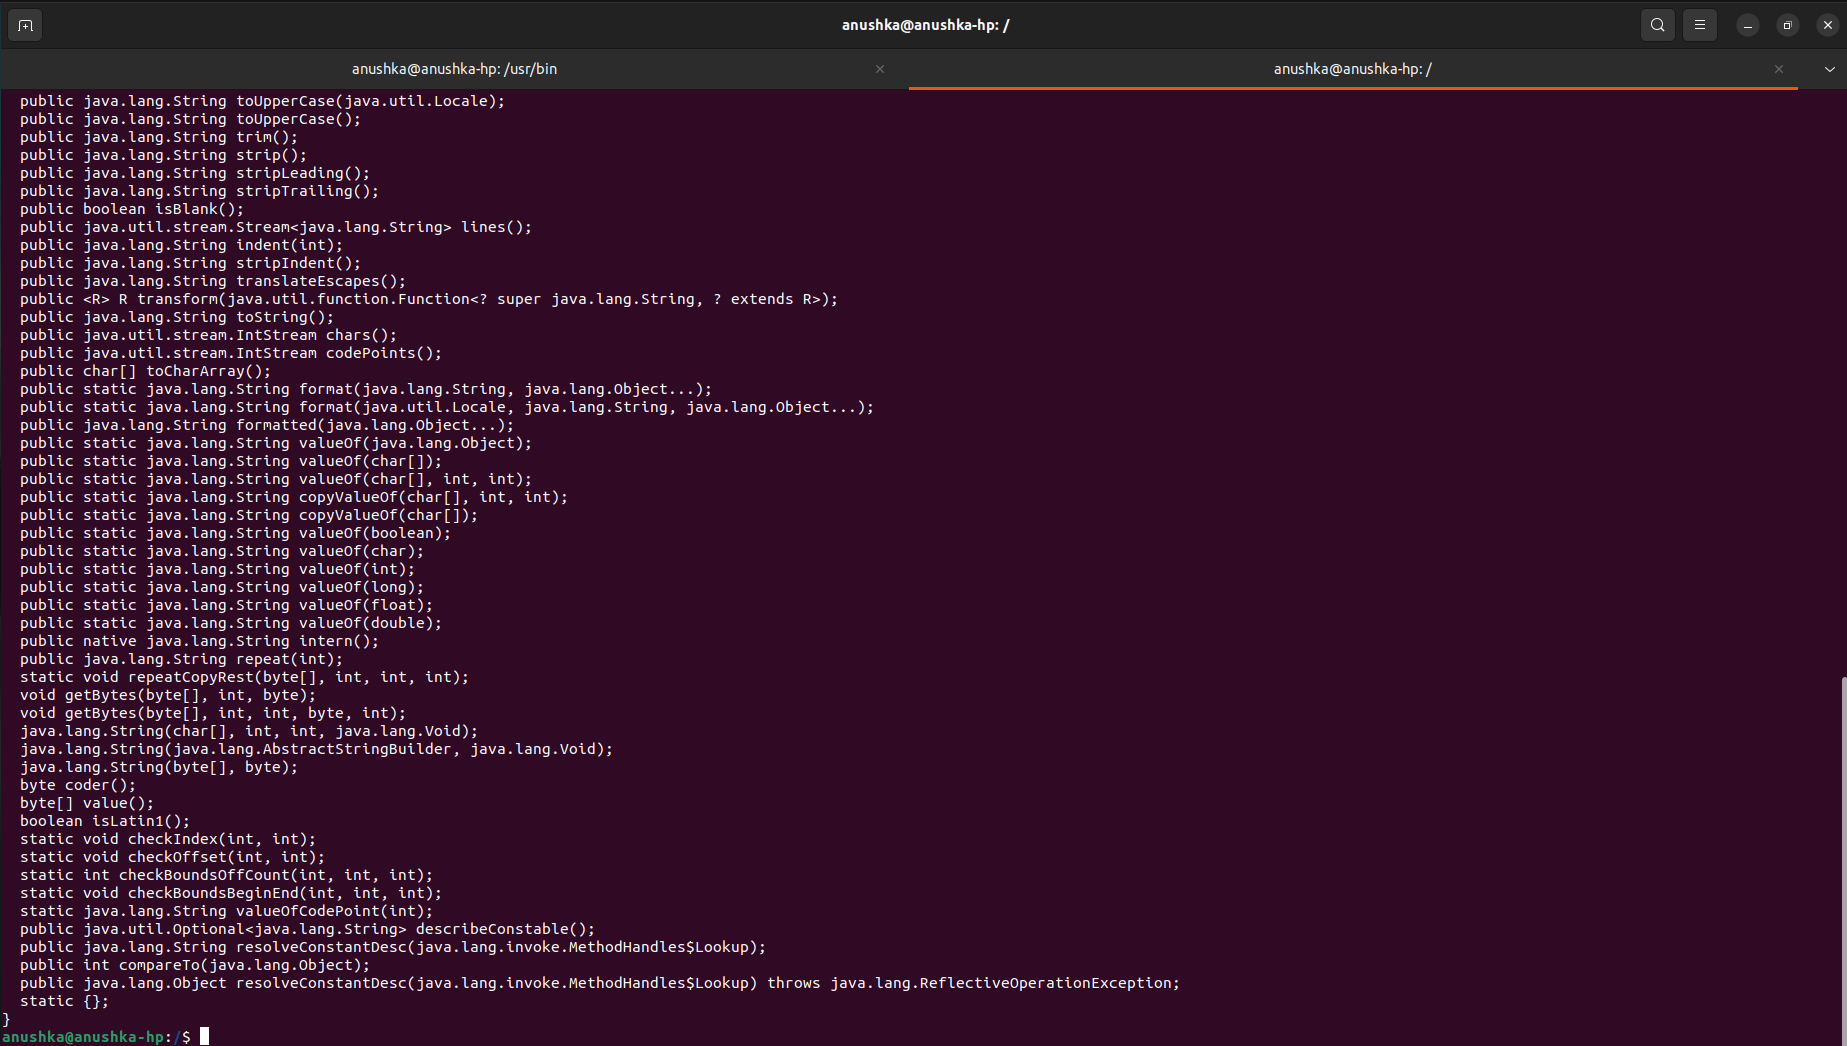 anushka@anushka-hp: /
anushka@anushka-hp: /usr/bin
anushka@anushka-hp: /
  public java.lang.String toUpperCase(java.util.Locale);
  public java.lang.String toUpperCase();
  public java.lang.String trim();
  public java.lang.String strip();
  public java.lang.String stripLeading();
  public java.lang.String stripTrailing();
  public boolean isBlank();
  public java.util.stream.Stream<java.lang.String> lines();
  public java.lang.String indent(int);
  public java.lang.String stripIndent();
  public java.lang.String translateEscapes();
  public <R> R transform(java.util.function.Function<? super java.lang.String, ? extends R>);
  public java.lang.String toString();
  public java.util.stream.IntStream chars();
  public java.util.stream.IntStream codePoints();
  public char[] toCharArray();
  public static java.lang.String format(java.lang.String, java.lang.Object...);
  public static java.lang.String format(java.util.Locale, java.lang.String, java.lang.Object...);
  public java.lang.String formatted(java.lang.Object...);
  public static java.lang.String valueOf(java.lang.Object);
  public static java.lang.String valueOf(char[]);
  public static java.lang.String valueOf(char[], int, int);
  public static java.lang.String copyValueOf(char[], int, int);
  public static java.lang.String copyValueOf(char[]);
  public static java.lang.String valueOf(boolean);
  public static java.lang.String valueOf(char);
  public static java.lang.String valueOf(int);
  public static java.lang.String valueOf(long);
  public static java.lang.String valueOf(float);
  public static java.lang.String valueOf(double);
  public native java.lang.String intern();
  public java.lang.String repeat(int);
  static void repeatCopyRest(byte[], int, int, int);
  void getBytes(byte[], int, byte);
  void getBytes(byte[], int, int, byte, int);
  java.lang.String(char[], int, int, java.lang.Void);
  java.lang.String(java.lang.AbstractStringBuilder, java.lang.Void);
  java.lang.String(byte[], byte);
  byte coder();
  byte[] value();
  boolean isLatin1();
  static void checkIndex(int, int);
  static void checkOffset(int, int);
  static int checkBoundsOffCount(int, int, int);
  static void checkBoundsBeginEnd(int, int, int);
  static java.lang.String valueOfCodePoint(int);
  public java.util.Optional<java.lang.String> describeConstable();
  public java.lang.String resolveConstantDesc(java.lang.invoke.MethodHandles$Lookup);
  public int compareTo(java.lang.Object);
  public java.lang.Object resolveConstantDesc(java.lang.invoke.MethodHandles$Lookup) throws java.lang.ReflectiveOperationException;
  static {};
}
anushka@anushka-hp:/$